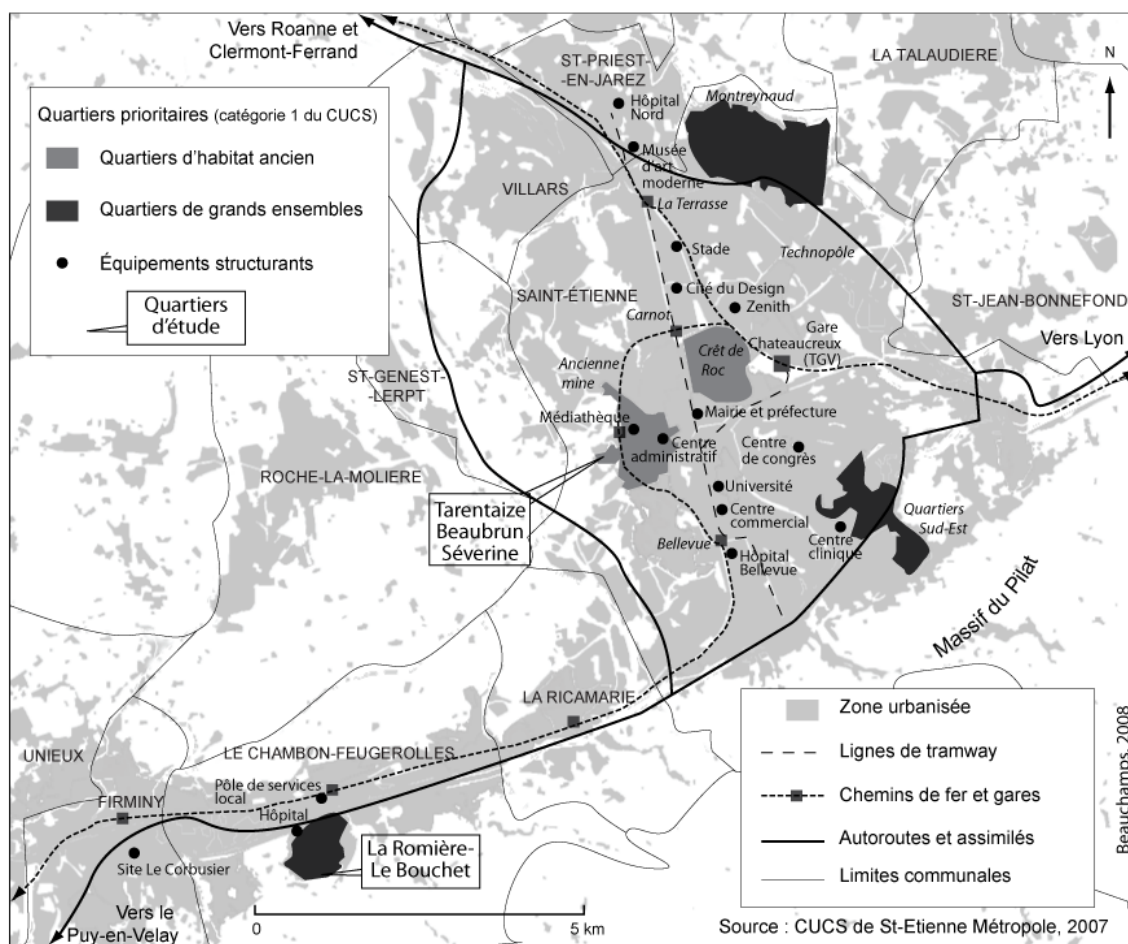 Vers Roanne et
Clermont-Ferrand
ST-PRIEST-
-EN-JAREZ
LA TALAUDIERE
N
Quartiers prioritaires (catégorie 1 du CUCS)
Quartiers d'habitat ancien
Quartiers de grands ensembles
Équipements structurants
Quartiers
d'étude
Hôpital
Nord
Montreynaud
Musée
d'art
moderne
VILLARS
La Terrasse
Stade
Technopôle
Cité du Design
SAINT-ÉTIENNE
Zenith
ST-JEAN-BONNEFOND
Carnot
Gare
Chateaucreux
(TGV)
Vers Lyon
Crêt de
Roc
Ancienne
mine
ST-GENEST-
-LERPT
Médiathèque
Mairie et préfecture
Centre
administratif
Centre
de congrès
ROCHE-LA-MOLIERE
Université
Tarentaize
Beaubrun
Séverine
Centre
commercial
Quartiers
Sud-Est
Centre
clinique
Bellevue
Hôpital
Bellevue
Massif du Pilat
LA RICAMARIE
UNIEUX
LE CHAMBON-FEUGEROLLES
Pôle de services
local
FIRMINY
Hôpital
Site Le Corbusier
La Romière-
Le Bouchet
Vers le
Puy-en-Velay
0
5 km
Zone urbanisée
Lignes de tramway
Chemins de fer et gares
Autoroutes et assimilés
Limites communales
Beauchamps, 2008
Source : CUCS de St-Etienne Métropole, 2007